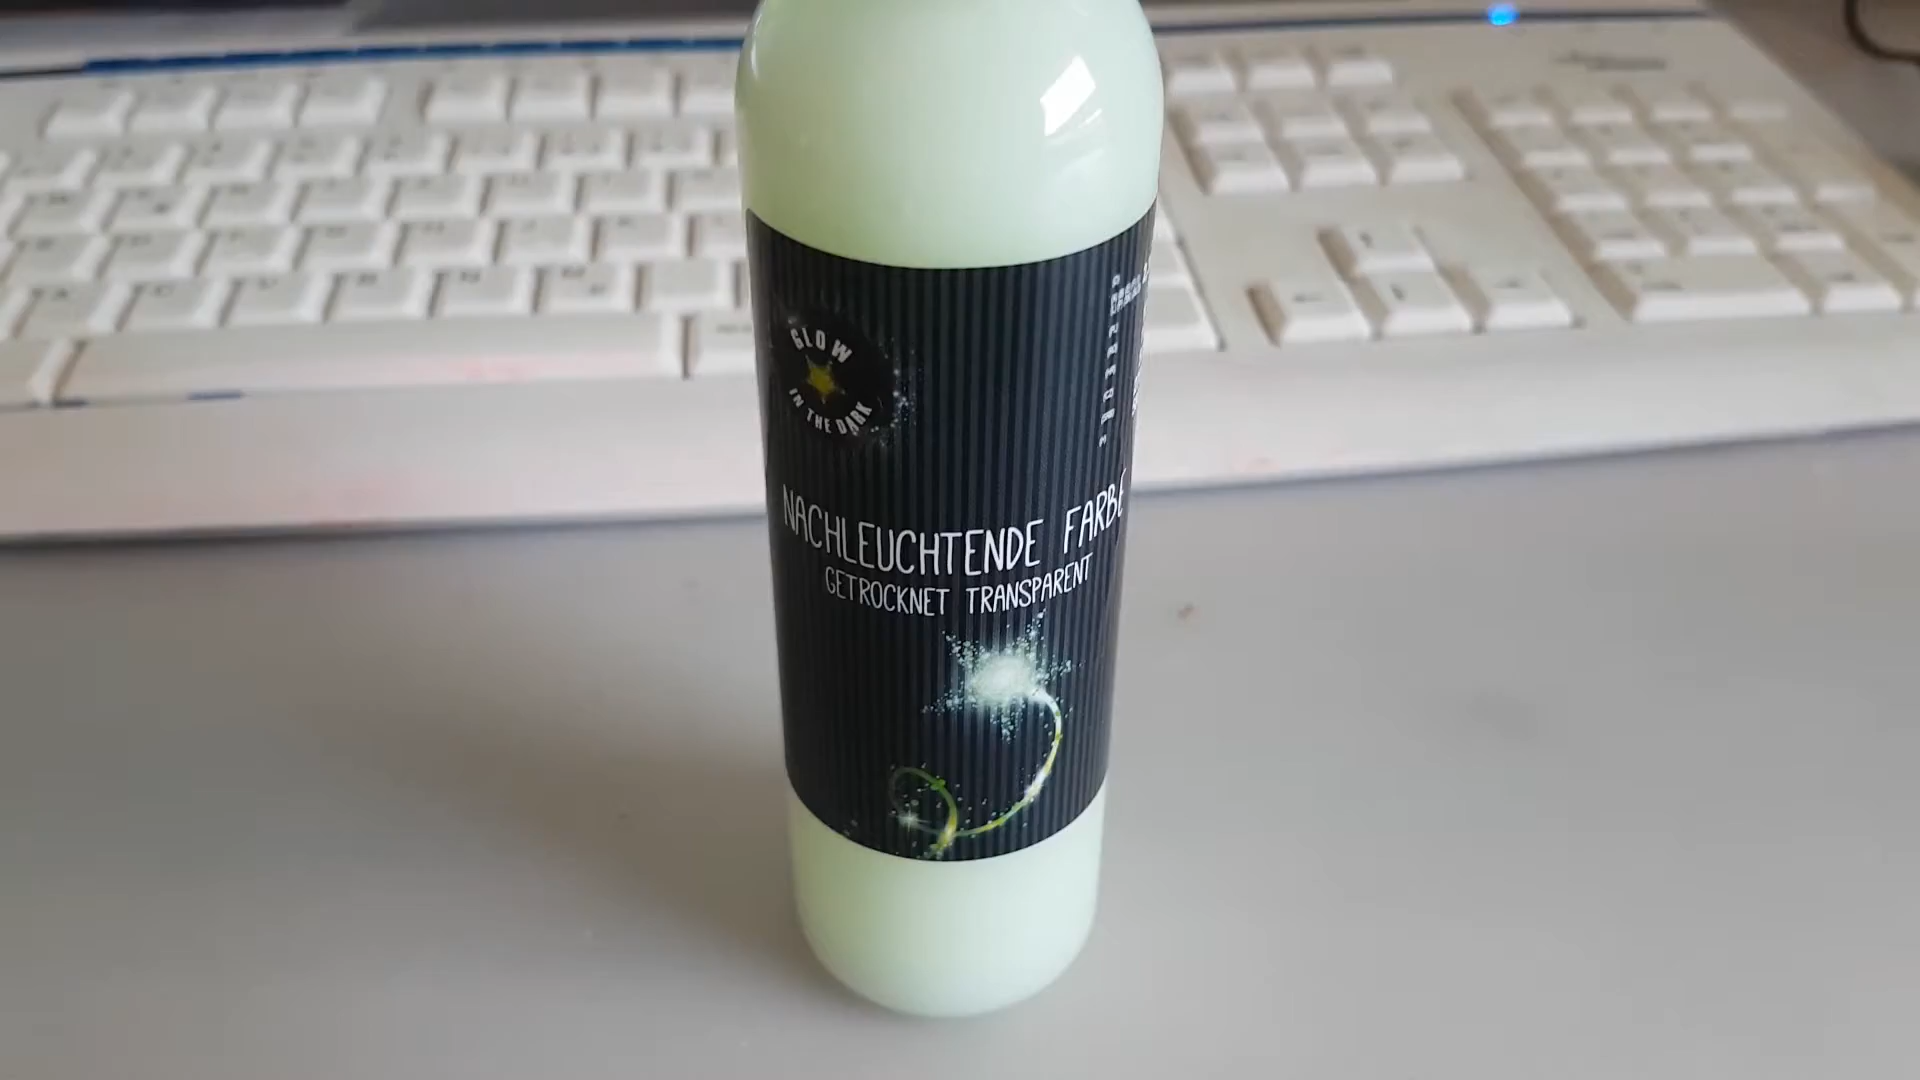 GLOW
IN THE DARK
NACHLEUCHTENDE FARBE
GETROCKNET TRANSPARENT